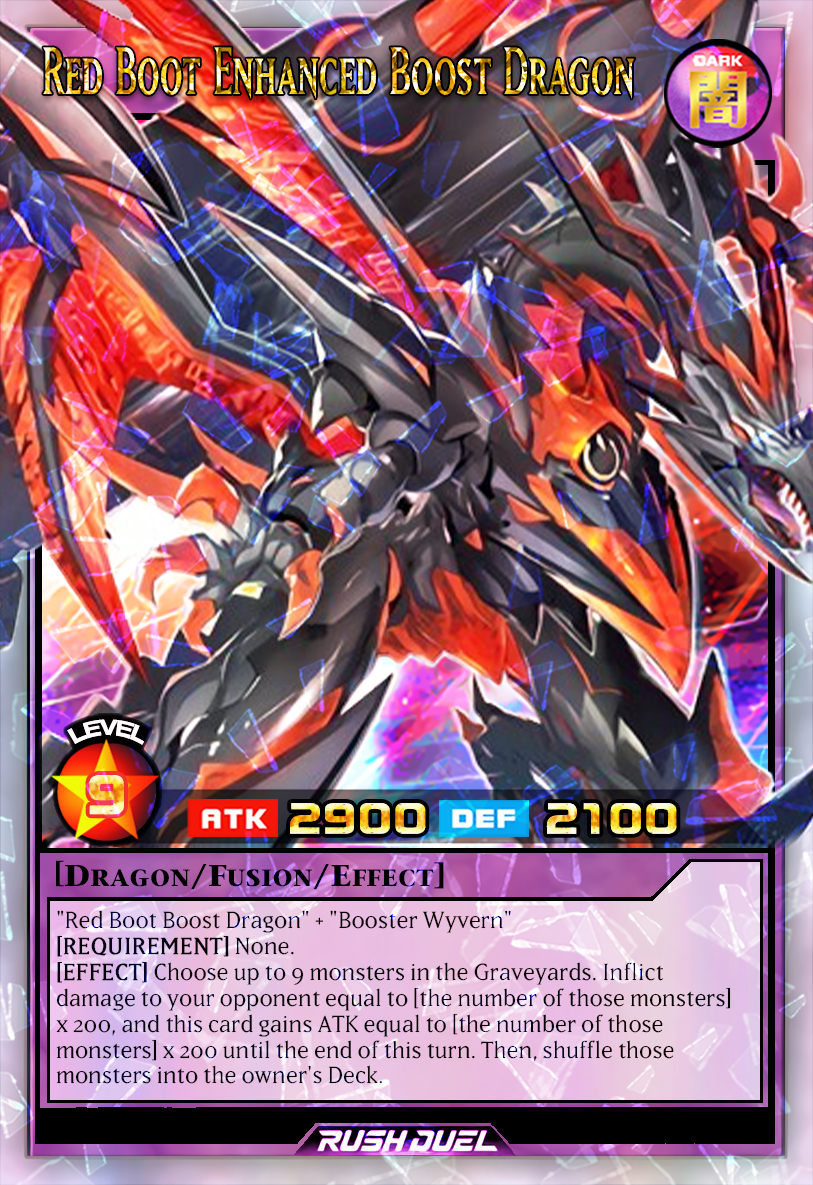 RED BOOT ENHANCED BOOST DRAGON
DARK
闇
LEVEL
9
ATK 2900 DEF 2100
[DRAGON/FUSION/EFFECT]
"Red Boot Boost Dragon" + "Booster Wyvern"
[REQUIREMENT] None.
[EFFECT] Choose up to 9 monsters in the Graveyards. Inflict
damage to your opponent equal to [the number of those monsters]
x 200, and this card gains ATK equal to [the number of those
monsters] x 200 until the end of this turn. Then, shuffle those
monsters into the owner's Deck.
RUSH DUEL